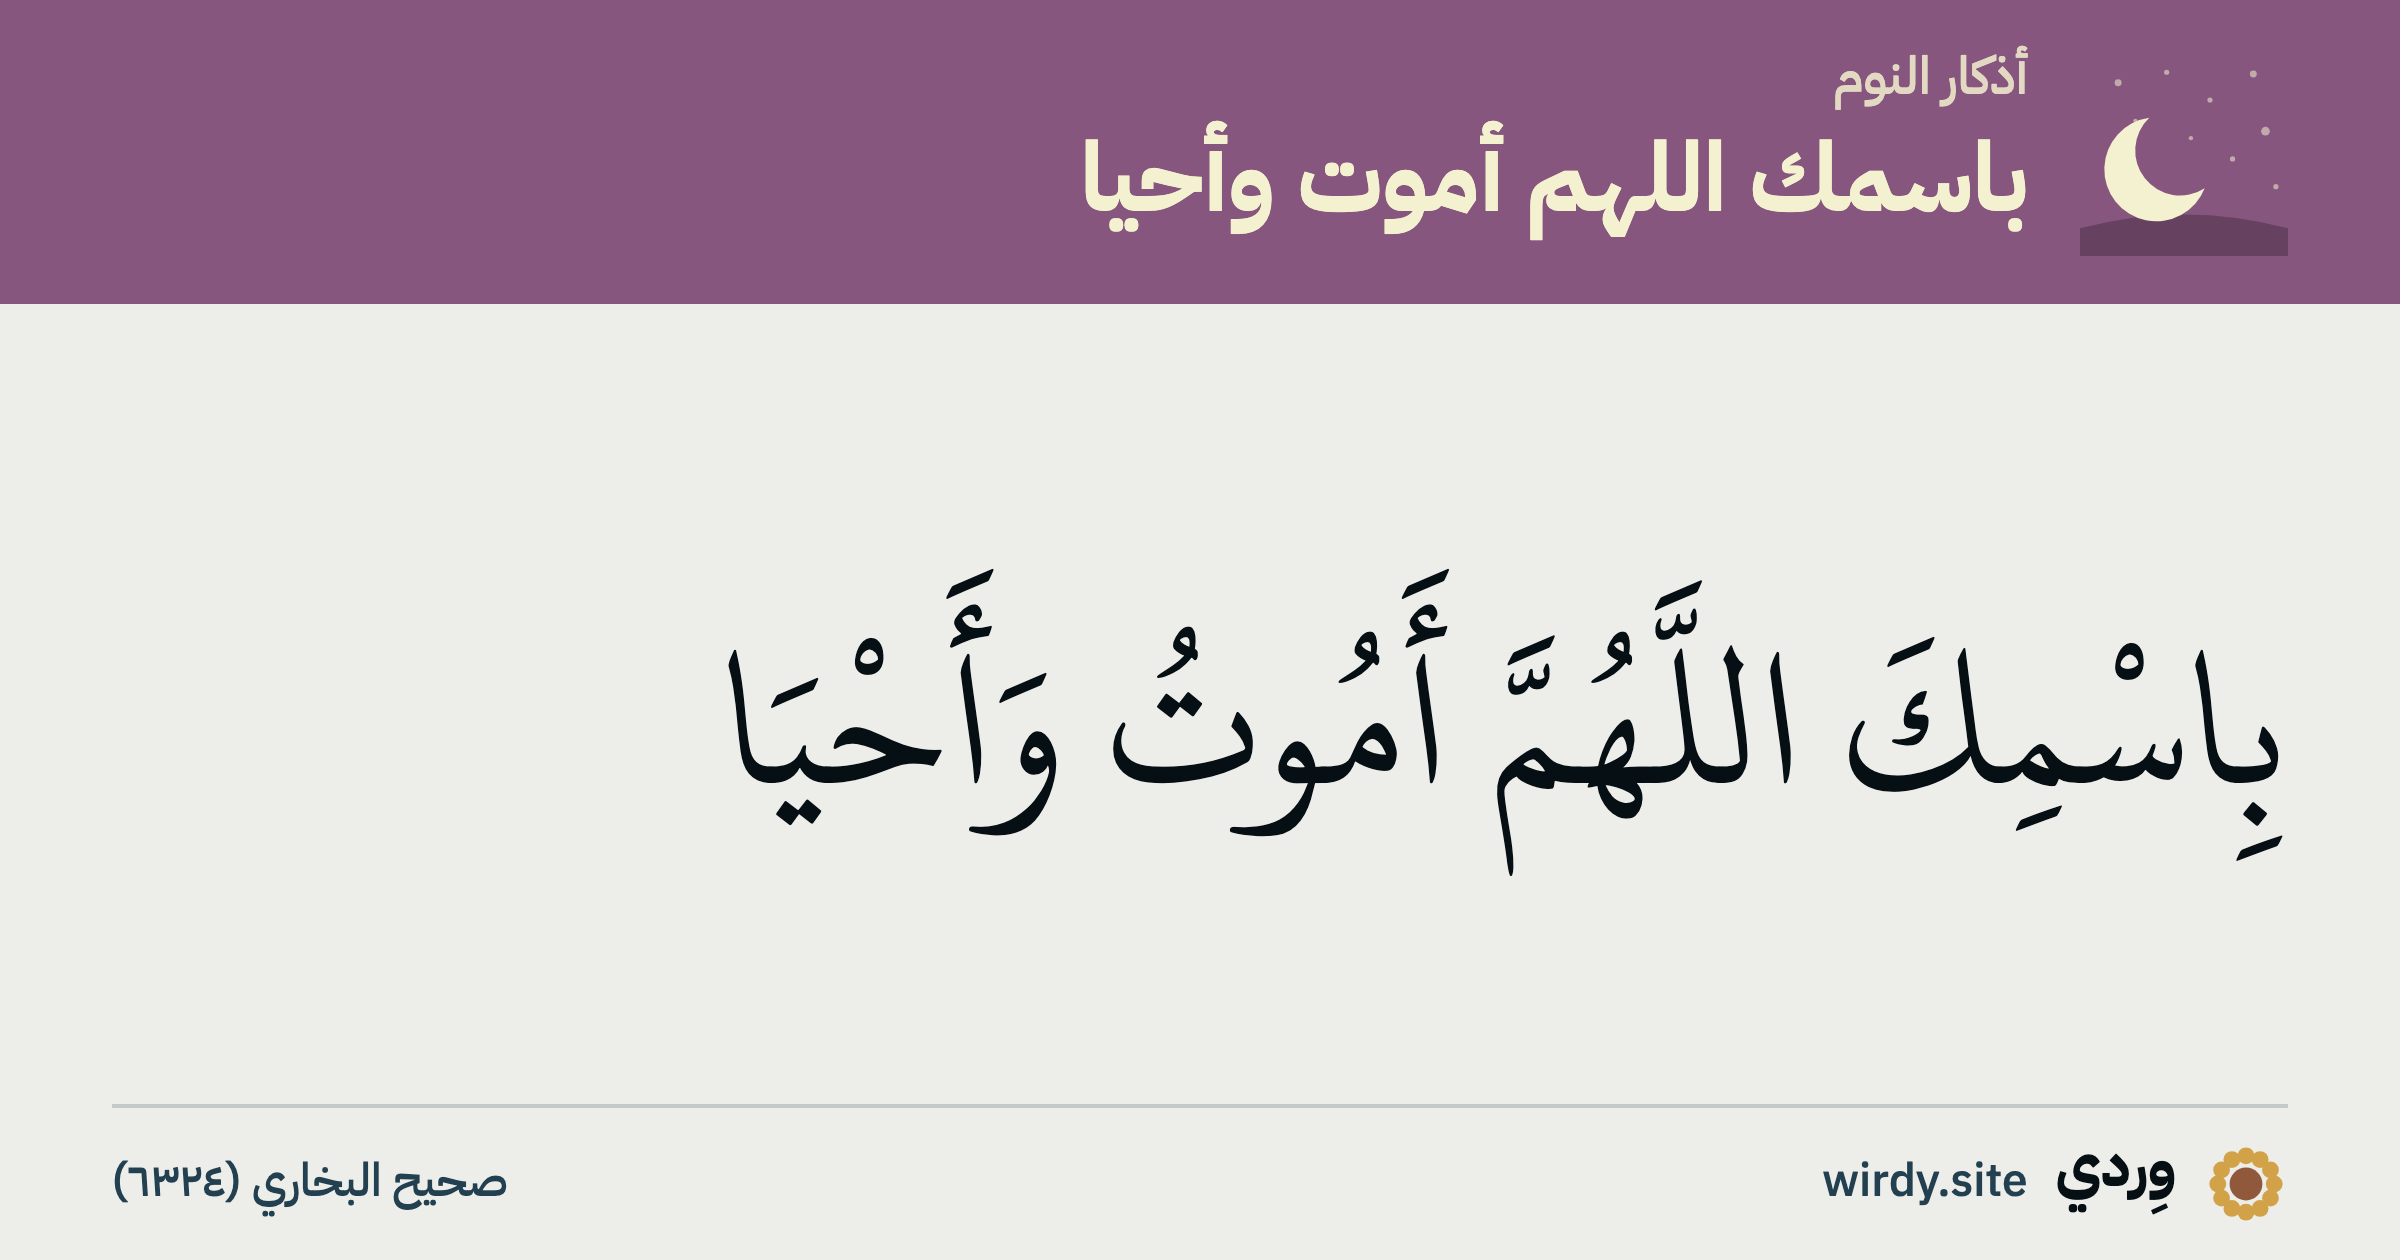 أذكار النوم
باسمك اللهم أموت وأحيا
بِاسْمِكَ اللَّهُمَّ أَمُوتُ وَأَحْيَا
وِردي wirdy.site
صحيح البخاري (٦٣٢٤)